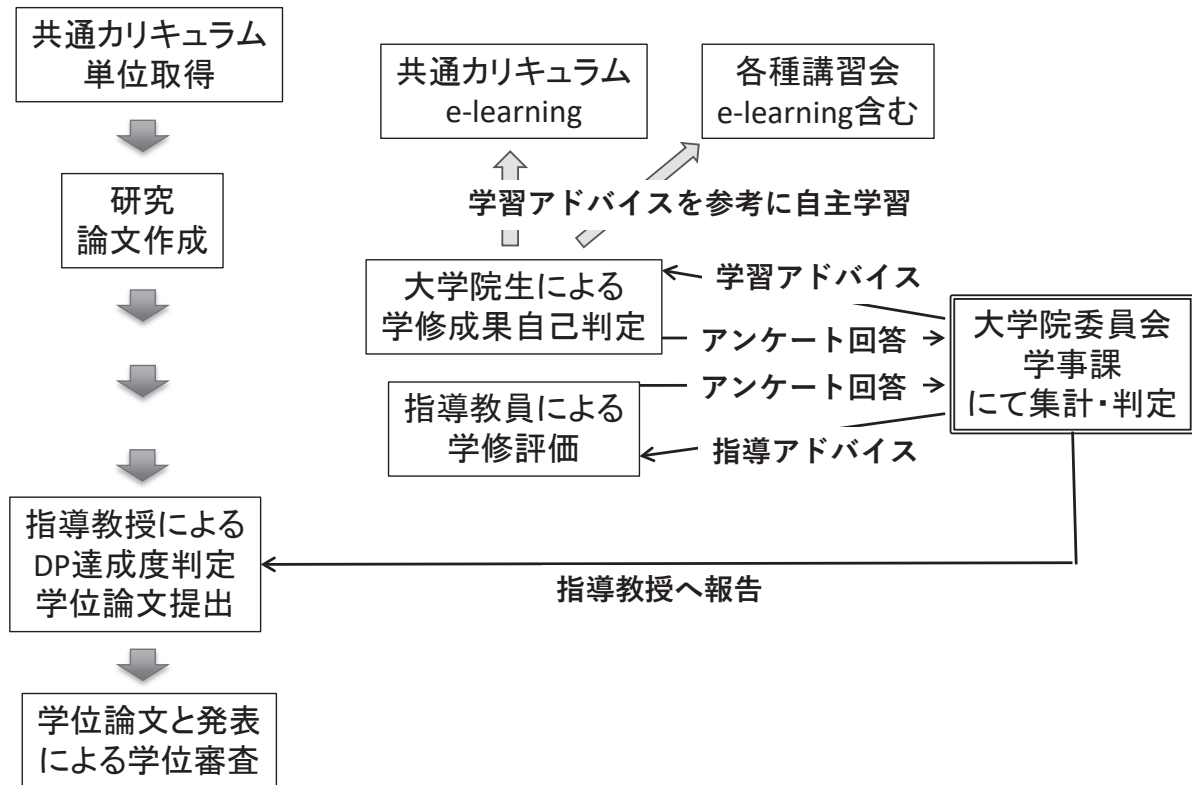 共通カリキュラム
単位取得
研究
論文作成
指導教授による
DP達成度判定
学位論文提出
学位論文と発表
による学位審査
共通カリキュラム
e-learning
各種講習会
e-learning含む
学習アドバイスを参考に自主学習
大学院生による
学修成果自己判定
学習アドバイス
アンケート回答
アンケート回答
指導教員による
学修評価
指導アドバイス
大学院委員会
学事課
にて集計・判定
指導教授へ報告